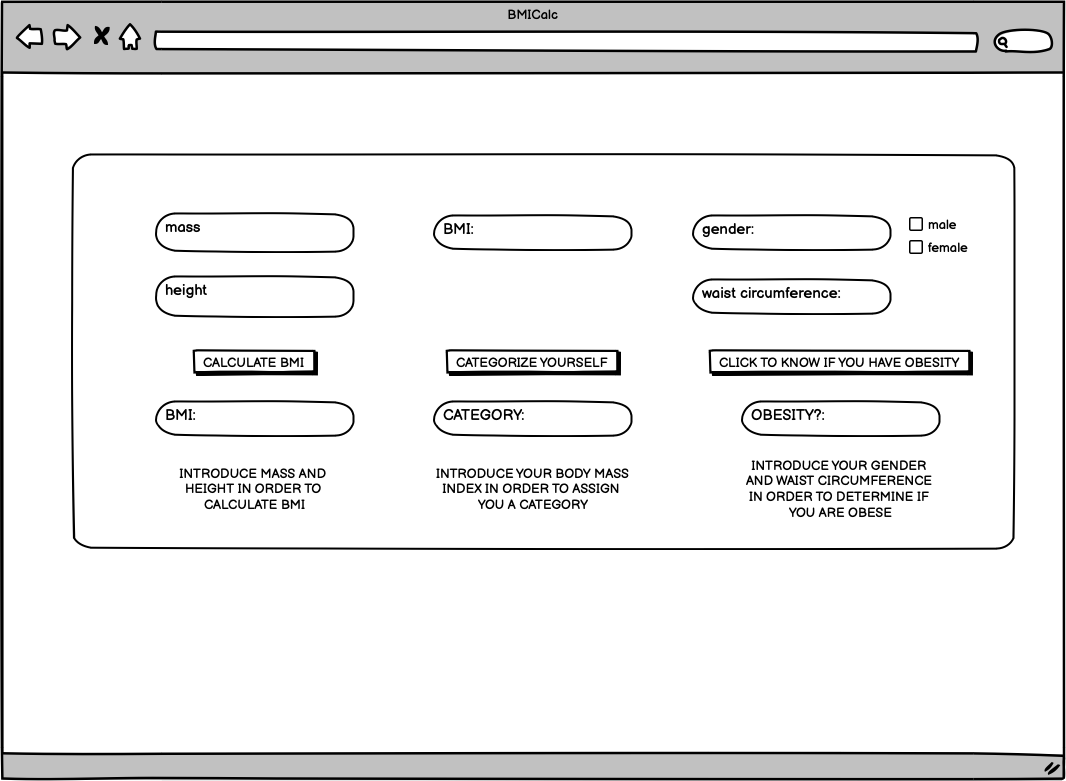 BMICalc
mass
BMI:
gender:
male
female
height
waist circumference:
CALCULATE BMI
CATEGORIZE YOURSELF
CLICK TO KNOW IF YOU HAVE OBESITY
BMI:
CATEGORY:
OBESITY?:
INTRODUCE MASS AND
HEIGHT IN ORDER TO
CALCULATE BMI
INTRODUCE YOUR BODY MASS
INDEX IN ORDER TO ASSIGN
YOU A CATEGORY
INTRODUCE YOUR GENDER
AND WAIST CIRCUMFERENCE
IN ORDER TO DETERMINE IF
YOU ARE OBESE